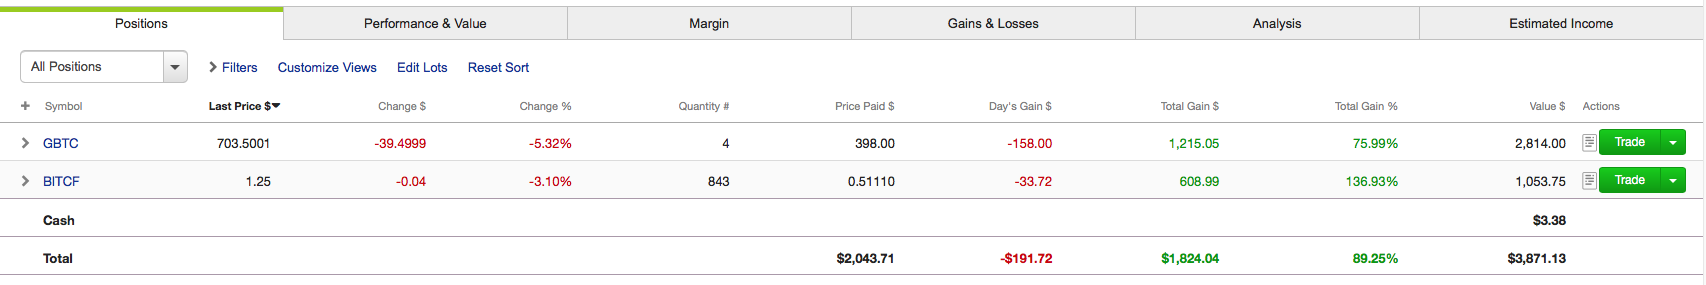 Positions Performance & Value Margin Gains & Losses Analysis Estimated Income
All Positions Filters Customize Views Edit Lots Reset Sort
+ Symbol Last Price $ Change $ Change % Quantity # Price Paid $ Day's Gain $ Total Gain $ Total Gain % Value $ Actions
GBTC 703.5001 -39.4999 -5.32% 4 398.00 -158.00 1,215.05 75.99% 2,814.00 Trade
BITCF 1.25 -0.04 -3.10% 843 0.51110 -33.72 608.99 136.93% 1,053.75 Trade
Cash $3.38
Total $2,043.71 -$191.72 $1,824.04 89.25% $3,871.13